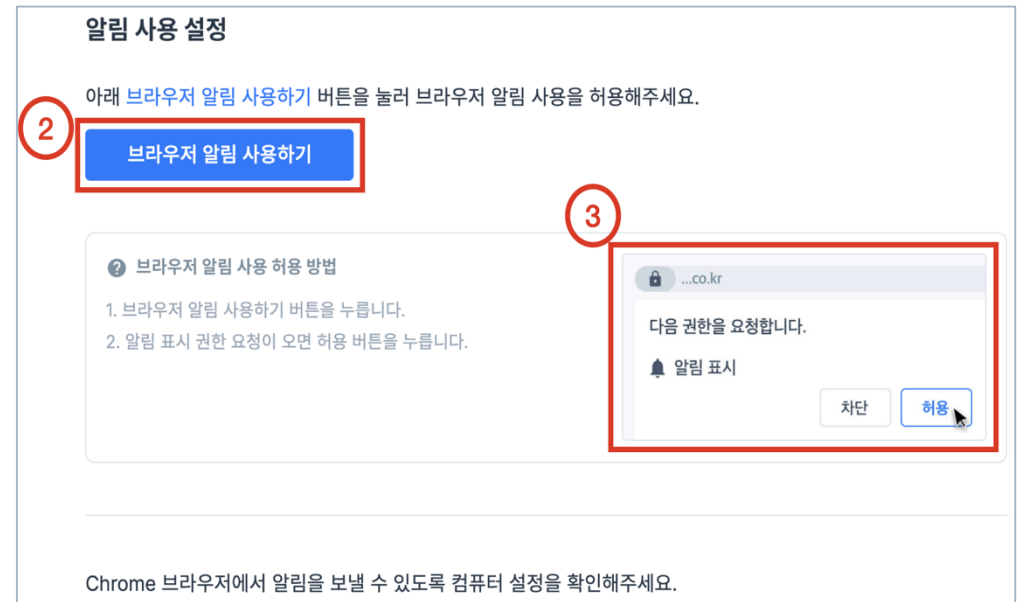 알림 사용 설정
아래 브라우저 알림 사용하기 버튼을 눌러 브라우저 알림 사용을 허용해주세요.
②
브라우저 알림 사용하기
③
? 브라우저 알림 사용 허용 방법
1. 브라우저 알림 사용하기 버튼을 누릅니다.
2. 알림 표시 권한 요청이 오면 허용 버튼을 누릅니다.
...co.kr
다음 권한을 요청합니다.
알림 표시
차단 허용
Chrome 브라우저에서 알림을 보낼 수 있도록 컴퓨터 설정을 확인해주세요.